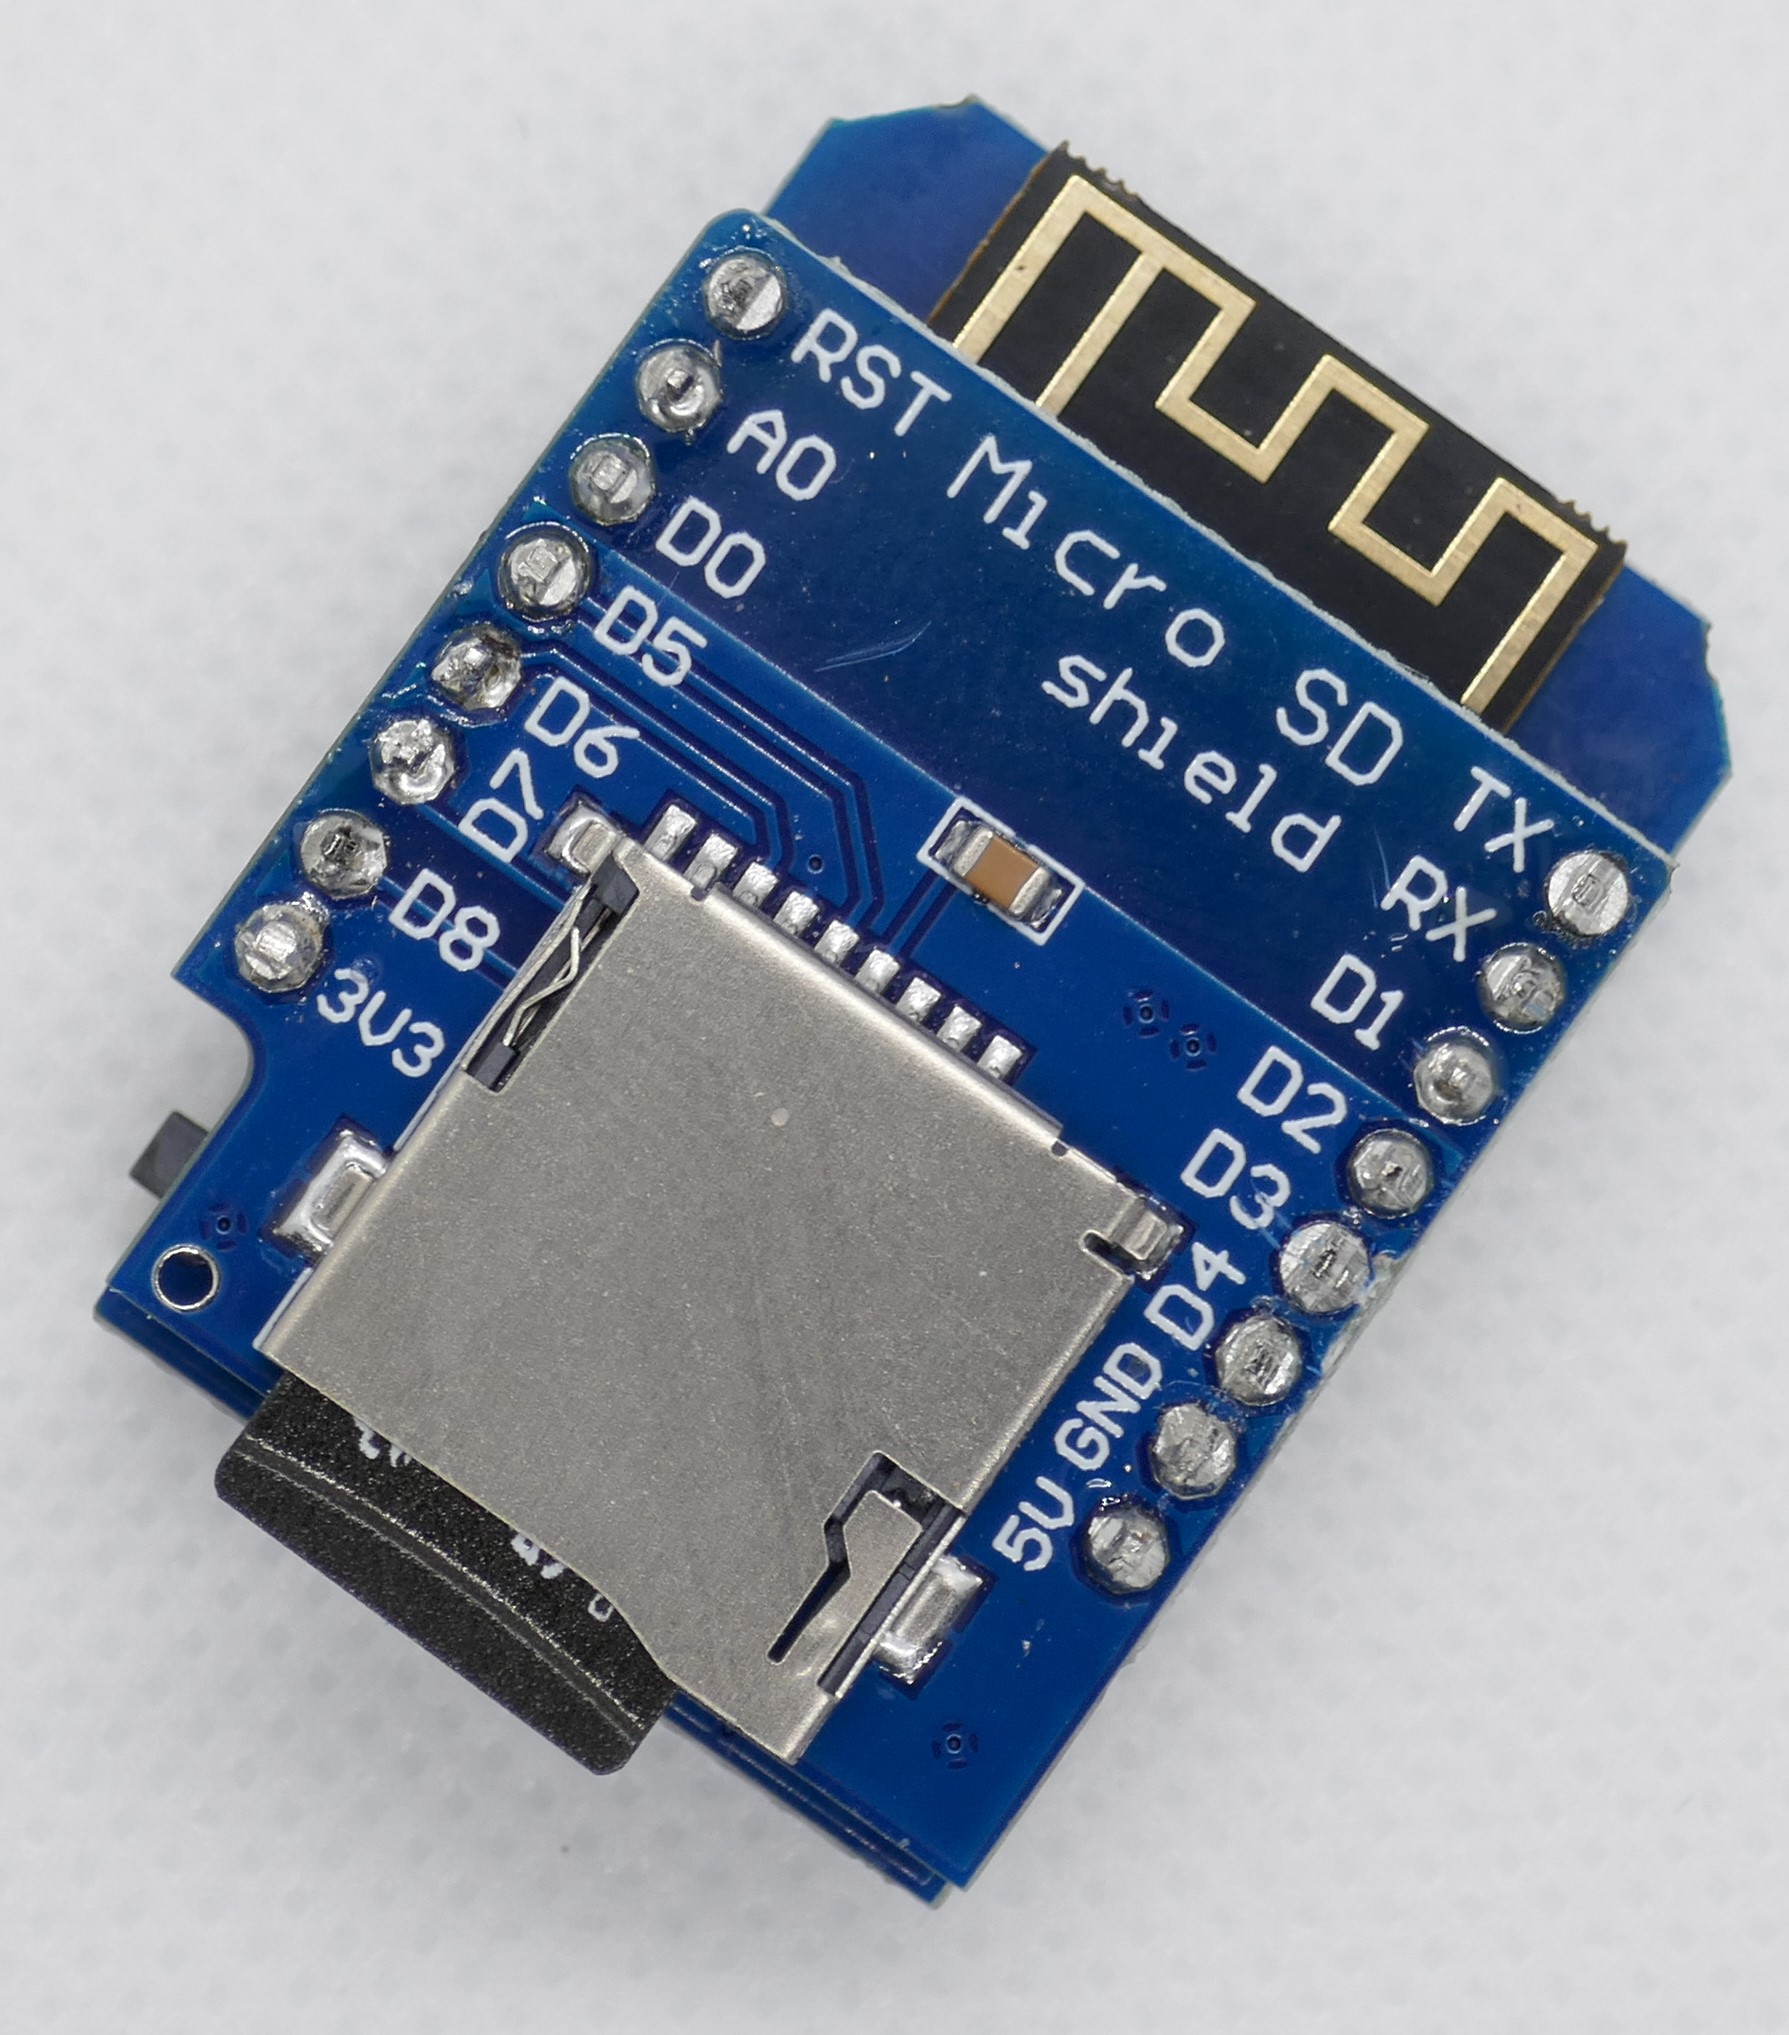 RST
A0
D0
D5
D6
D7
D8
3V3
Micro SD
shield
TX
RX
D1
D2
D3
D4
GND
5V